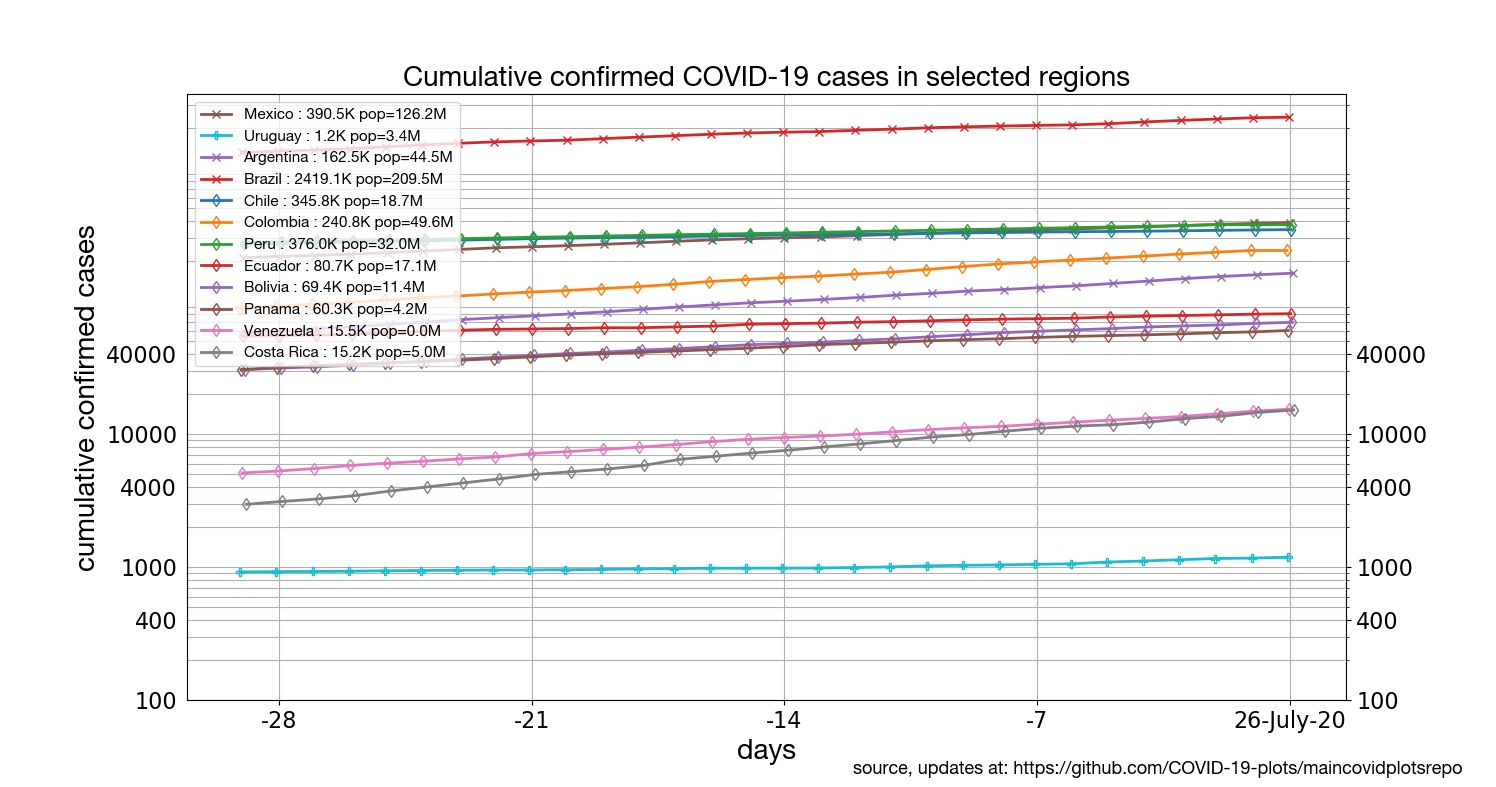 Cumulative confirmed COVID-19 cases in selected regions
Mexico : 390.5K pop=126.2M
Uruguay : 1.2K pop=3.4M
Argentina : 162.5K pop=44.5M
Brazil : 2419.1K pop=209.5M
Chile : 345.8K pop=18.7M
Colombia : 240.8K pop=49.6M
Peru : 376.0K pop=32.0M
Ecuador : 80.7K pop=17.1M
Bolivia : 69.4K pop=11.4M
Panama : 60.3K pop=4.2M
Venezuela : 15.5K pop=0.0M
Costa Rica : 15.2K pop=5.0M
cumulative confirmed cases
40000
10000
4000
1000
400
100
40000
10000
4000
1000
400
100
-28 -21 -14 -7 26-July-20
days
source, updates at: https://github.com/COVID-19-plots/maincovidplotsrepo